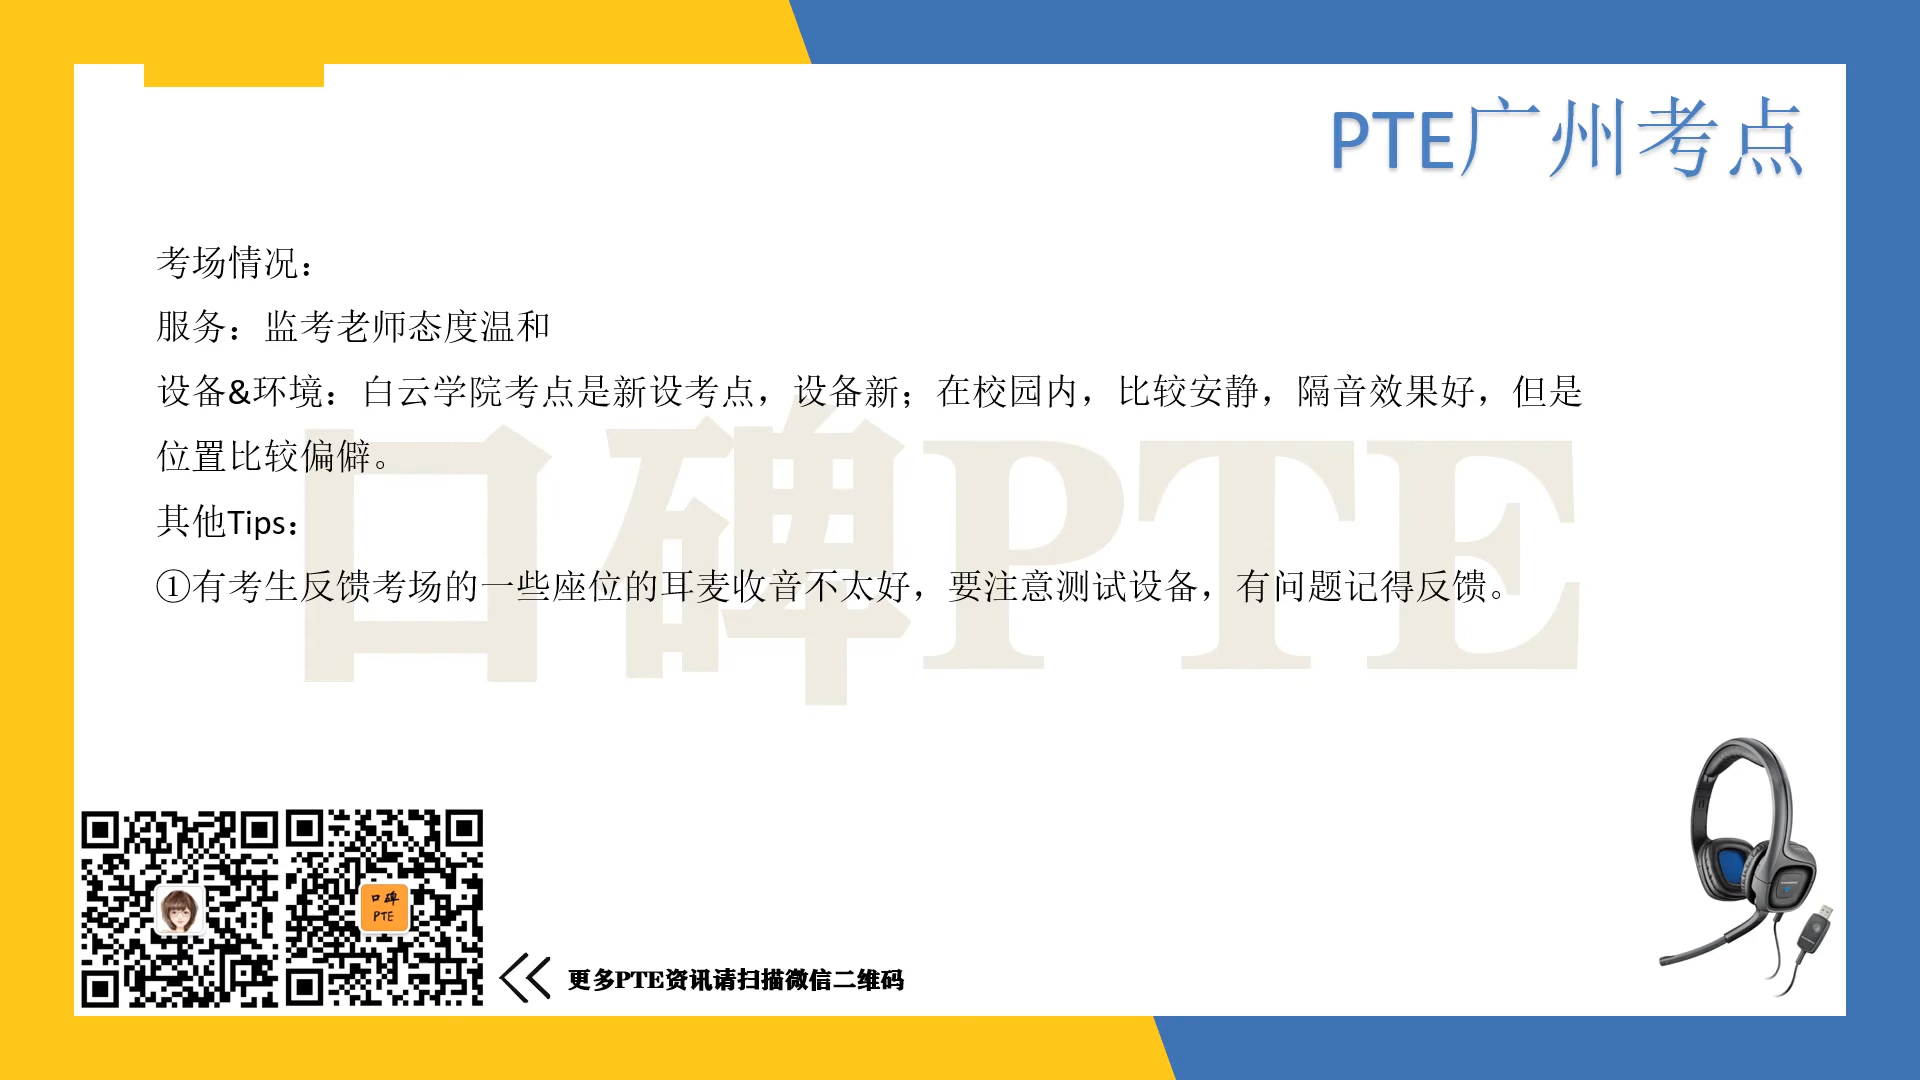 PTE广州考点
考场情况：
服务：监考老师态度温和
设备&环境：白云学院考点是新设考点，设备新；在校园内，比较安静，隔音效果好，但是
位置比较偏僻。
其他Tips：
①有考生反馈考场的一些座位的耳麦收音不太好，要注意测试设备，有问题记得反馈。
口碑PTE
口碑
PTE
更多PTE资讯请扫描微信二维码